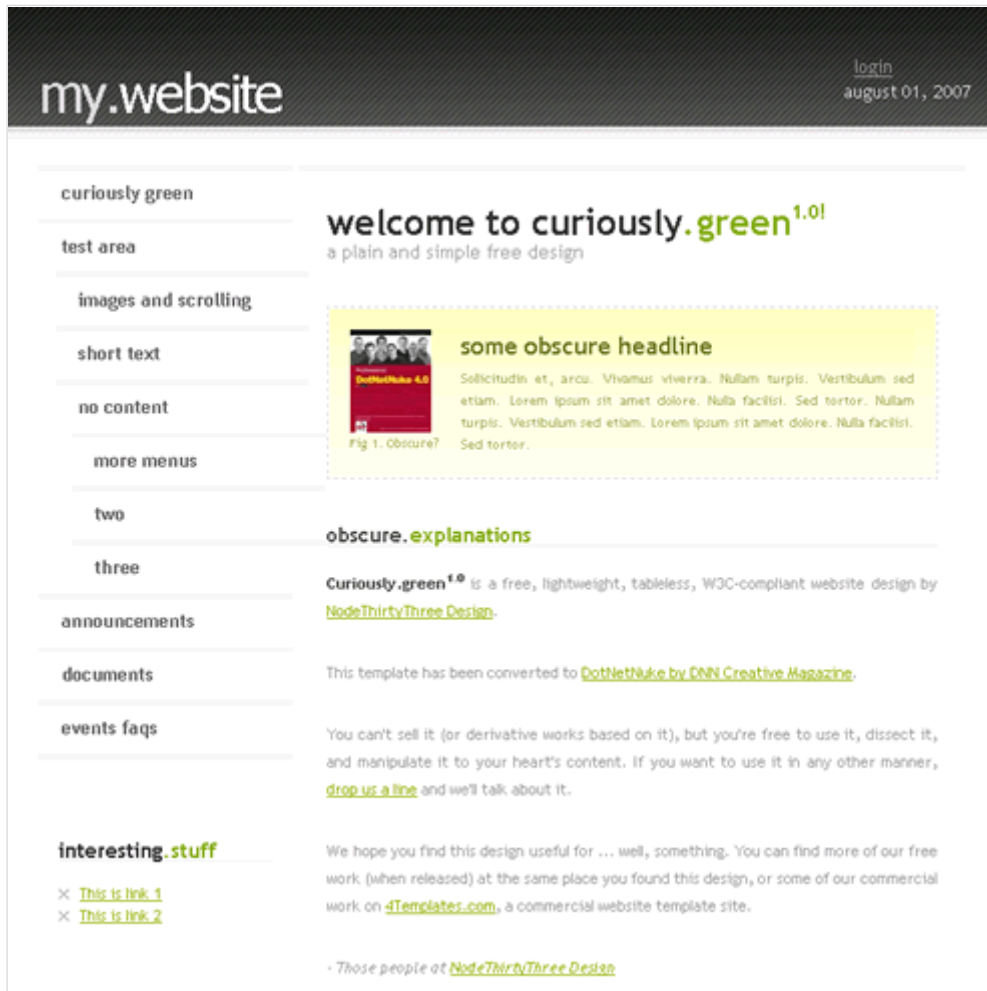 my.website
login
august 01, 2007
curiously green
test area
images and scrolling
short text
no content
more menus
two
three
announcements
documents
events faqs
interesting.stuff
This is link 1
This is link 2
welcome to curiously.green1.0!
a plain and simple free design
DotNetNuke 4.0
Fig 1. Obscure?
some obscure headline
Sollicitudin et, arcu. Vivamus viverra. Nullam turpis. Vestibulum sed
etiam. Lorem ipsum sit amet dolore. Nulla facilisi. Sed tortor. Nullam
turpis. Vestibulum sed etiam. Lorem ipsum sit amet dolore. Nulla facilisi.
Sed tortor.
obscure.explanations
Curiously.green1.0 is a free, lightweight, tableless, W3C-compliant website design by
NodeThirtyThree Design.
This template has been converted to DotNetNuke by DNN Creative Magazine.
You can't sell it (or derivative works based on it), but you're free to use it, dissect it,
and manipulate it to your heart's content. If you want to use it in any other manner,
drop us a line and we'll talk about it.
We hope you find this design useful for ... well, something. You can find more of our free
work (when released) at the same place you found this design, or some of our commercial
work on 4Templates.com, a commercial website template site.
- Those people at NodeThirtyThree Design